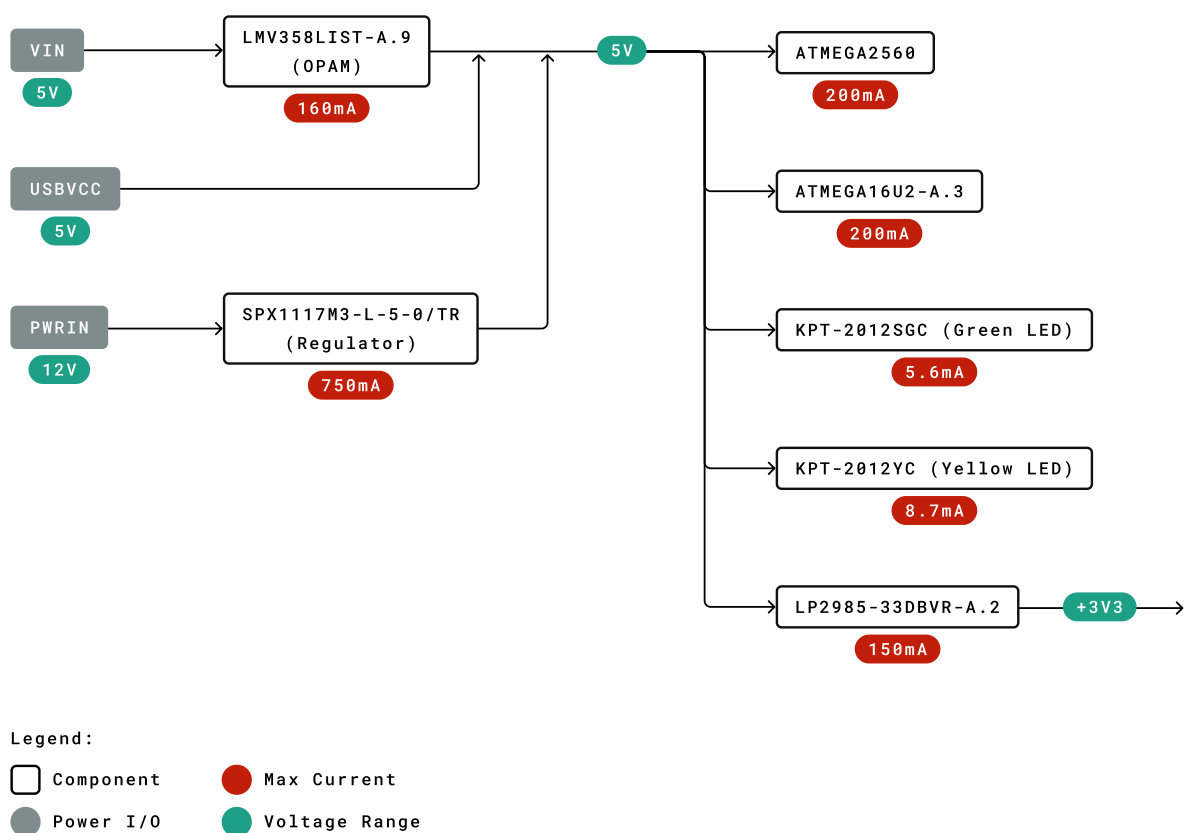 VIN
5V
LMV358LIST-A.9
(OPAM)
160mA
5V
ATMEGA2560
200mA
USBVCC
5V
ATMEGA16U2-A.3
200mA
PWRIN
12V
SPX1117M3-L-5-0/TR
(Regulator)
750mA
KPT-2012SGC (Green LED)
5.6mA
KPT-2012YC (Yellow LED)
8.7mA
LP2985-33DBVR-A.2
150mA
+3V3
Legend:
Component
Max Current
Power I/O
Voltage Range